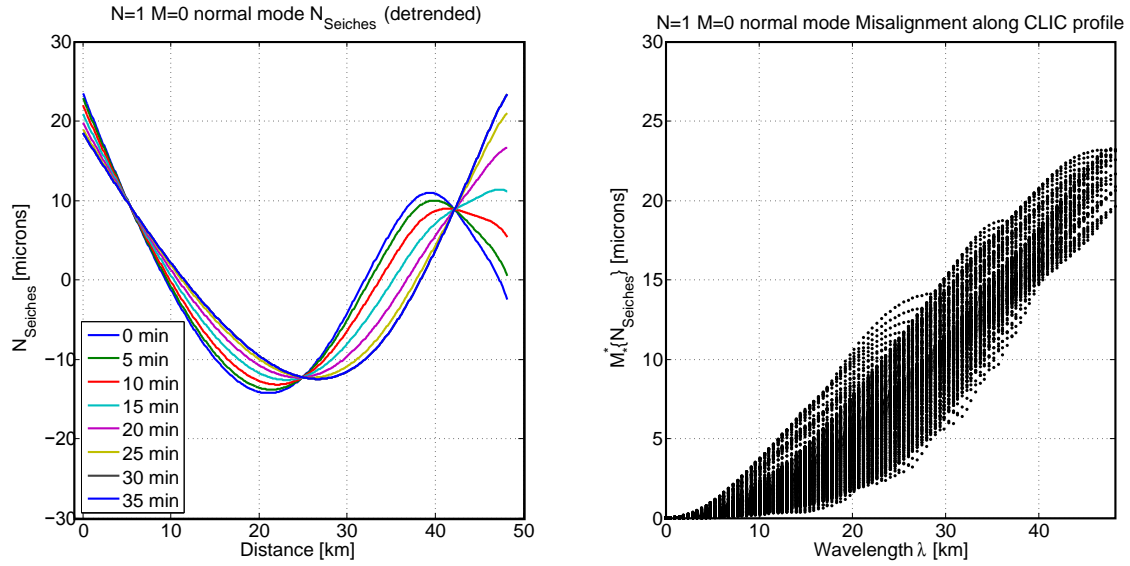 N=1 M=0 normal mode N_Seiches (detrended)
30
20
10
0
−10
−20
−30
N_Seiches [microns]
0 min
5 min
10 min
15 min
20 min
25 min
30 min
35 min
0 10 20 30 40 50
Distance [km]
N=1 M=0 normal mode Misalignment along CLIC profile
30
25
20
15
10
5
0
M*,{N_Seiches} [microns]
0 10 20 30 40
Wavelength λ [km]